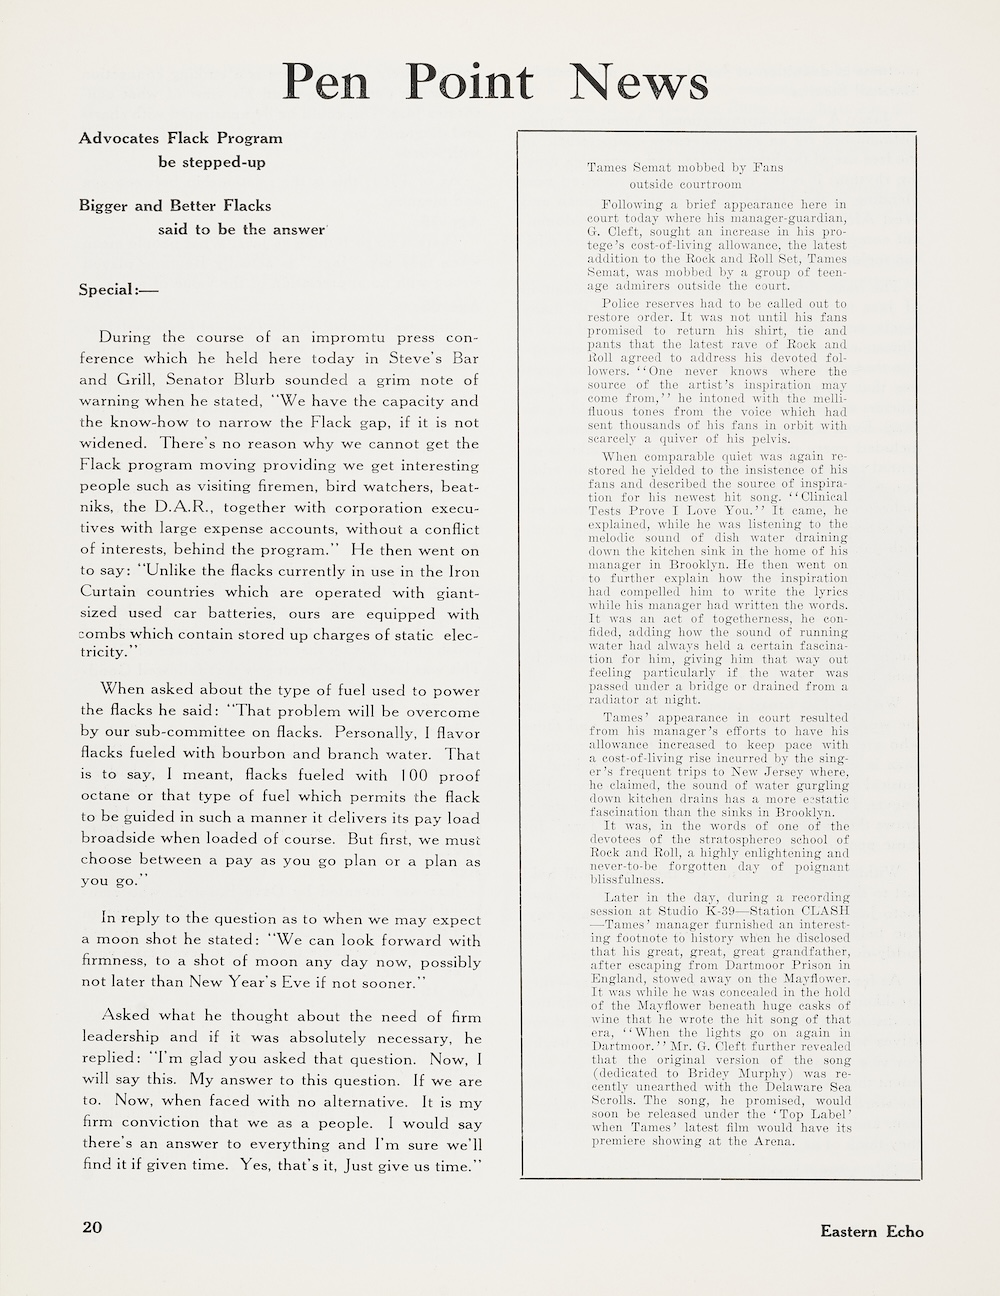 Pen Point News
Advocates Flack Program
be stepped-up
Bigger and Better Flacks
said to be the answer
Special:—
During the course of an impromtu press con-
ference which he held here today in Steve's Bar
and Grill, Senator Blurb sounded a grim note of
warning when he stated, "We have the capacity and
the know-how to narrow the Flack gap, if it is not
widened. There's no reason why we cannot get the
Flack program moving providing we get interesting
people such as visiting firemen, bird watchers, beat-
niks, the D.A.R., together with corporation execu-
tives with large expense accounts, without a conflict
of interests, behind the program." He then went on
to say: "Unlike the flacks currently in use in the Iron
Curtain countries which are operated with giant-
sized used car batteries, ours are equipped with
combs which contain stored up charges of static elec-
tricity."
When asked about the type of fuel used to power
the flacks he said: "That problem will be overcome
by our sub-committee on flacks. Personally, I flavor
flacks fueled with bourbon and branch water. That
is to say, I meant, flacks fueled with 100 proof
octane or that type of fuel which permits the flack
to be guided in such a manner it delivers its pay load
broadside when loaded of course. But first, we must
choose between a pay as you go plan or a plan as
you go."
In reply to the question as to when we may expect
a moon shot he stated: "We can look forward with
firmness, to a shot of moon any day now, possibly
not later than New Year's Eve if not sooner."
Asked what he thought about the need of firm
leadership and if it was absolutely necessary, he
replied: "I'm glad you asked that question. Now, I
will say this. My answer to this question. If we are
to. Now, when faced with no alternative. It is my
firm conviction that we as a people. I would say
there's an answer to everything and I'm sure we'll
find it if given time. Yes, that's it, Just give us time."
Tames Semat mobbed by Fans
outside courtroom
Following a brief appearance here in
court today where his manager-guardian,
G. Cleft, sought an increase in his pro-
tege's cost-of-living allowance, the latest
addition to the Rock and Roll Set, Tames
Semat, was mobbed by a group of teen-
age admirers outside the court.
Police reserves had to be called out to
restore order. It was not until his fans
promised to return his shirt, tie and
pants that the latest rave of Rock and
Roll agreed to address his devoted fol-
lowers. "One never knows where the
source of the artist's inspiration may
come from," he intoned with the melli-
fluous tones from the voice which had
sent thousands of his fans in orbit with
scarcely a quiver of his pelvis.
When comparable quiet was again re-
stored he yielded to the insistence of his
fans and described the source of inspira-
tion for his newest hit song. "Clinical
Tests Prove I Love You." It came, he
explained, while he was listening to the
melodic sound of dish water draining
down the kitchen sink in the home of his
manager in Brooklyn. He then went on
to further explain how the inspiration
had compelled him to write the lyrics
while his manager had written the words.
It was an act of togetherness, he con-
fided, adding how the sound of running
water had always held a certain fascina-
tion for him, giving him that way out
feeling particularly if the water was
passed under a bridge or drained from a
radiator at night.
Tames' appearance in court resulted
from his manager's efforts to have his
allowance increased to keep pace with
a cost-of-living rise incurred by the sing-
er's frequent trips to New Jersey where,
he claimed, the sound of water gurgling
down kitchen drains has a more ecstatic
fascination than the sinks in Brooklyn.
It was, in the words of one of the
devotees of the stratosphereo school of
Rock and Roll, a highly enlightening and
never-to-be forgotten day of poignant
blissfulness.
Later in the day, during a recording
session at Studio K-39—Station CLASH
—Tames' manager furnished an interest-
ing footnote to history when he disclosed
that his great, great, great grandfather,
after escaping from Dartmoor Prison in
England, stowed away on the Mayflower.
It was while he was concealed in the hold
of the Mayflower beneath huge casks of
wine that he wrote the hit song of that
era, "When the lights go on again in
Dartmoor." Mr. G. Cleft further revealed
that the original version of the song
(dedicated to Bridey Murphy) was re-
cently unearthed with the Delaware Sea
Scrolls. The song, he promised, would
soon be released under the 'Top Label'
when Tames' latest film would have its
premiere showing at the Arena.
20
Eastern Echo